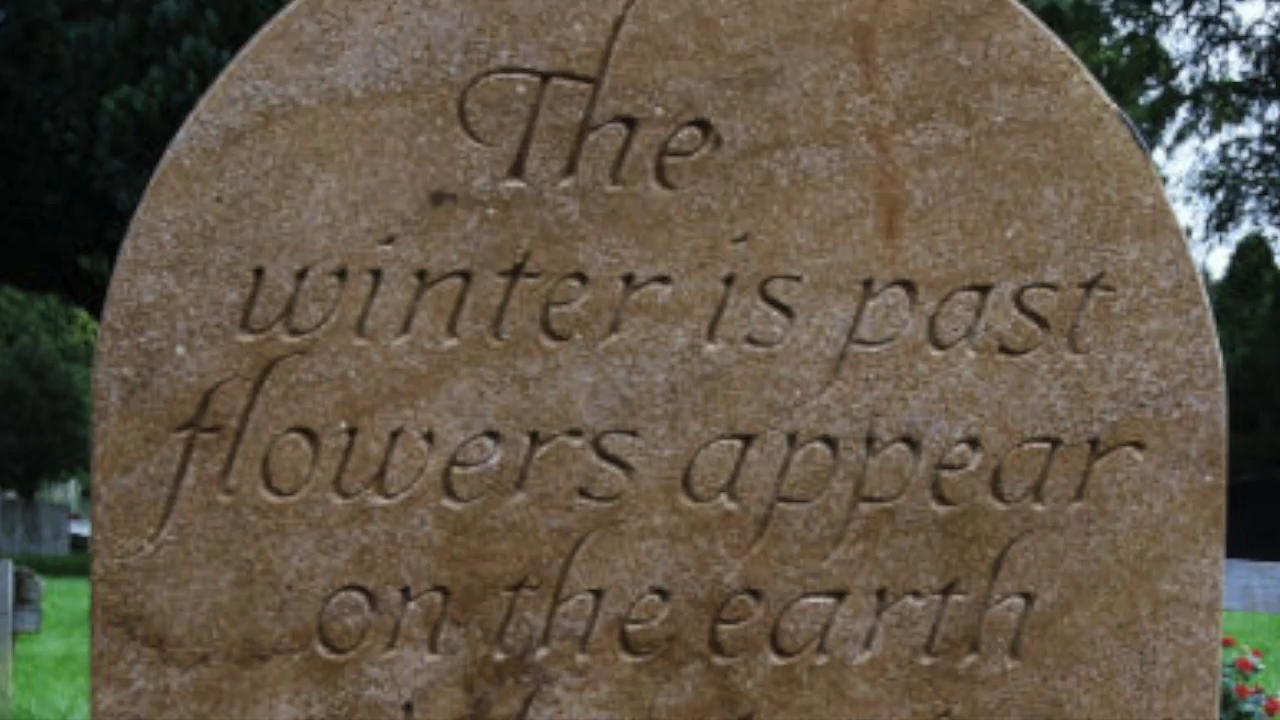 The
winter is past
flowers appear
on the earth